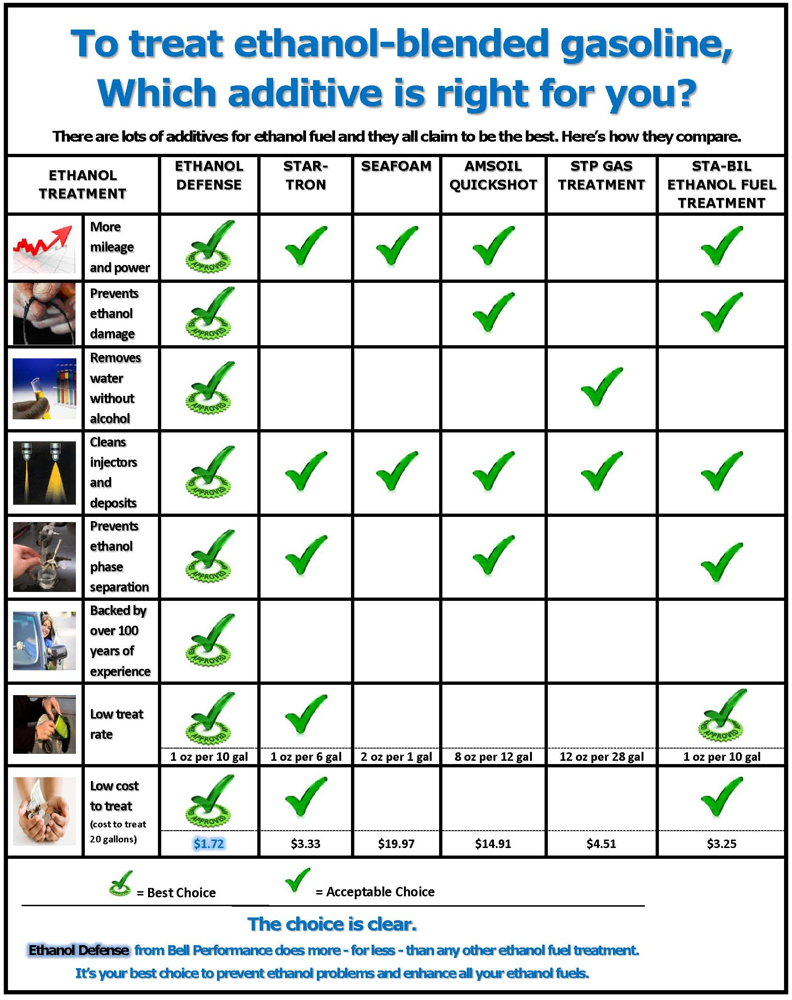 To treat ethanol-blended gasoline,
Which additive is right for you?
There are lots of additives for ethanol fuel and they all claim to be the best. Here's how they compare.
ETHANOL
TREATMENT
ETHANOL
DEFENSE
STAR-
TRON
SEAFOAM
AMSOIL
QUICKSHOT
STP GAS
TREATMENT
STA-BIL
ETHANOL FUEL
TREATMENT
More
mileage
and power
APPROVED
Prevents
ethanol
damage
APPROVED
Removes
water
without
alcohol
APPROVED
Cleans
injectors
and
deposits
APPROVED
Prevents
ethanol
phase
separation
APPROVED
Backed by
over 100
years of
experience
APPROVED
Low treat
rate
APPROVED
APPROVED
1 oz per 10 gal
1 oz per 6 gal
2 oz per 1 gal
8 oz per 12 gal
12 oz per 28 gal
1 oz per 10 gal
Low cost
to treat
(cost to treat
20 gallons)
APPROVED
$1.72
$3.33
$19.97
$14.91
$4.51
$3.25
= Best Choice
= Acceptable Choice
The choice is clear.
Ethanol Defense from Bell Performance does more - for less - than any other ethanol fuel treatment.
It's your best choice to prevent ethanol problems and enhance all your ethanol fuels.